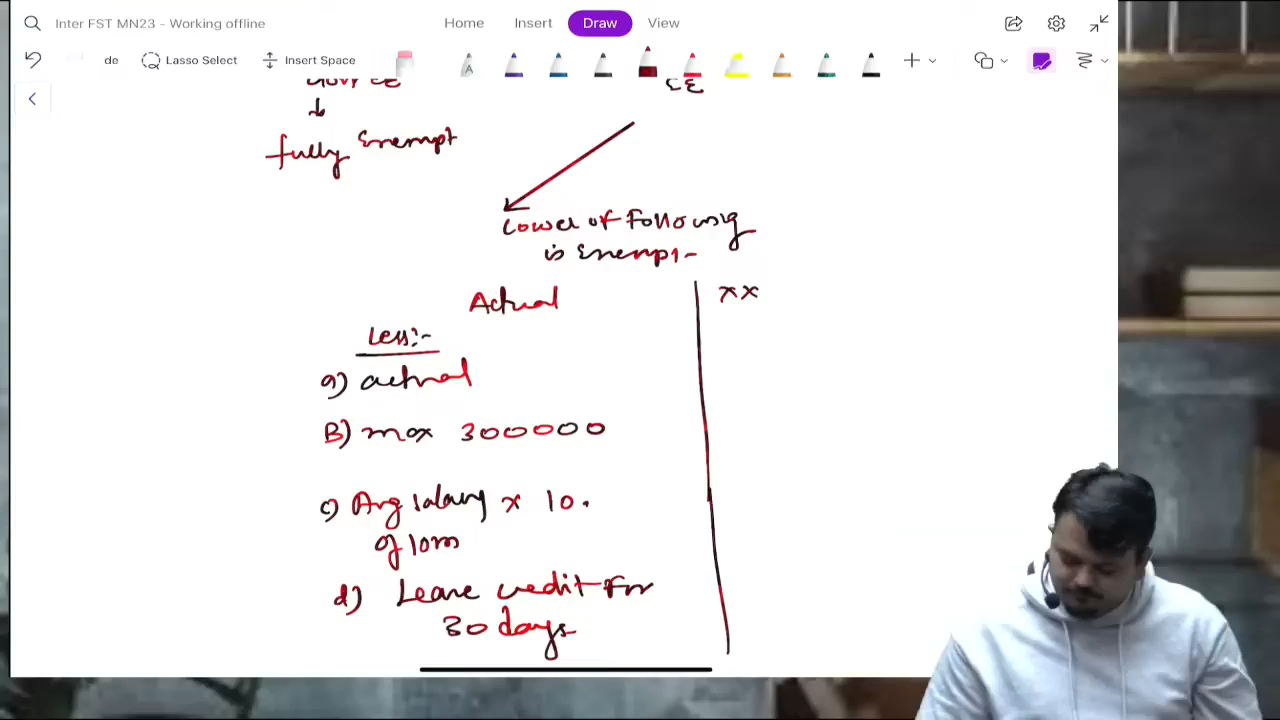 Inter FST MN23 - Working offline
Home Insert Draw View
de Lasso Select Insert Space
fully Exempt
Lower of Following
is Exempt-
Actual xx
Less:-
a) actual
B) max 300000
c) Avg salary x 10.
of 10m
d) Leave credit For
30 days